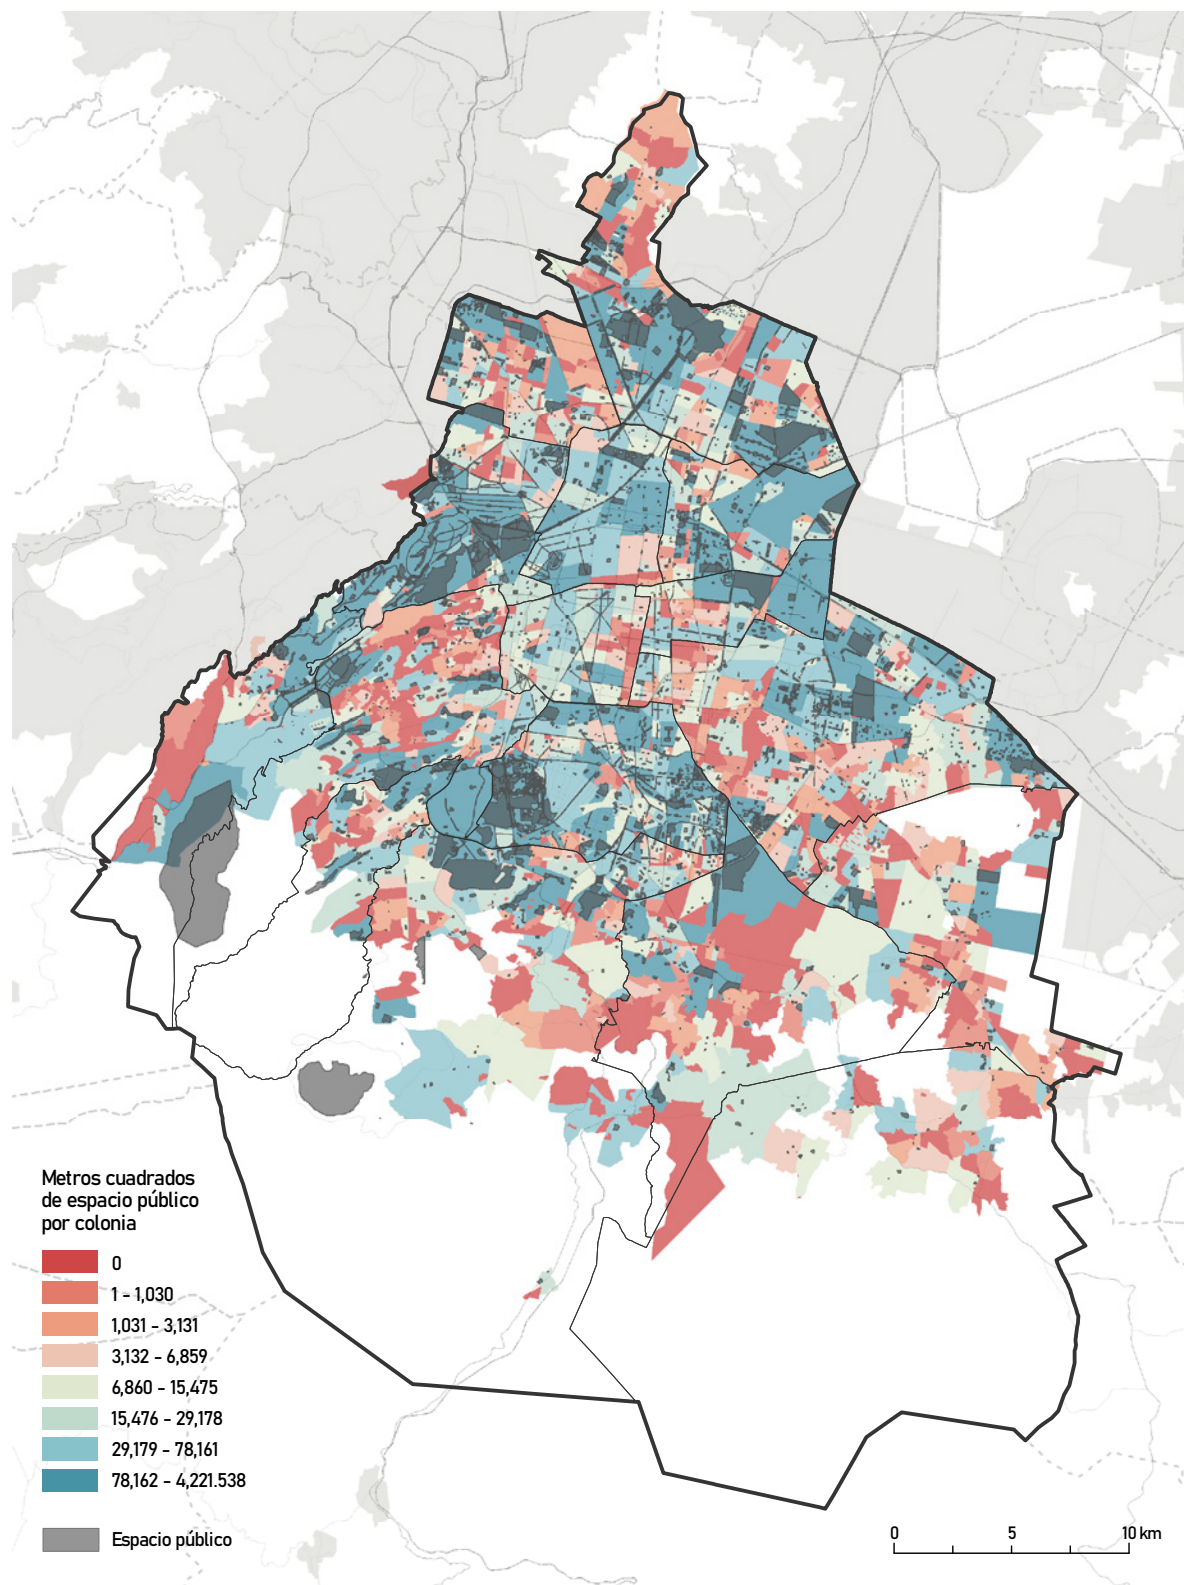 Metros cuadrados
de espacio público
por colonia
0
1 - 1,030
1,031 - 3,131
3,132 - 6,859
6,860 - 15,475
15,476 - 29,178
29,179 - 78,161
78,162 - 4,221.538
Espacio público
0 5 10 km